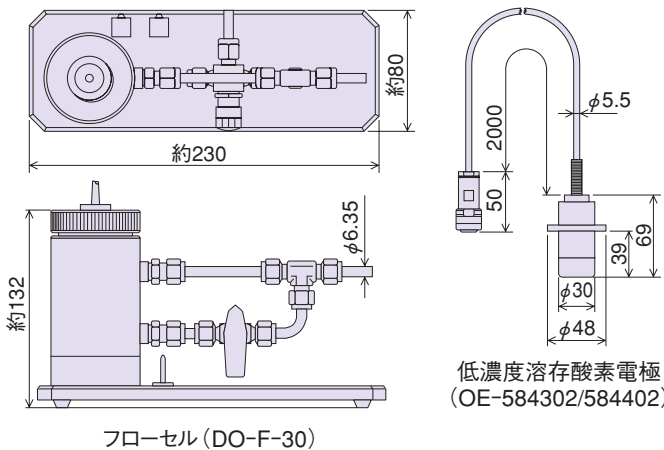 約80
約230
約132
φ6.35
フローセル（DO-F-30）
2000
50
φ5.5
69
39
φ30
φ48
低濃度溶存酸素電極
（OE-584302/584402）